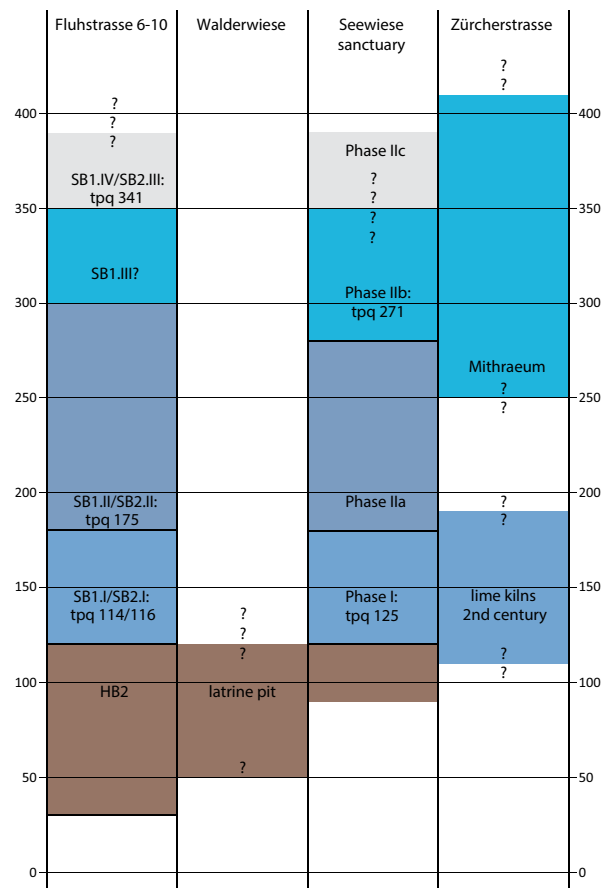 Fluhstrasse 6-10
Walderwiese
Seewiese
sanctuary
Zürcherstrasse
400
350
300
250
200
150
100
50
0
?
?
?
SB1.IV/SB2.III:
tpq 341
SB1.III?
SB1.II/SB2.II:
tpq 175
SB1.I/SB2.I:
tpq 114/116
HB2
?
?
?
latrine pit
?
Phase IIc
?
?
?
?
Phase IIb:
tpq 271
Phase IIa
Phase I:
tpq 125
?
?
Mithraeum
?
?
?
?
lime kilns
2nd century
?
?
400
350
300
250
200
150
100
50
0